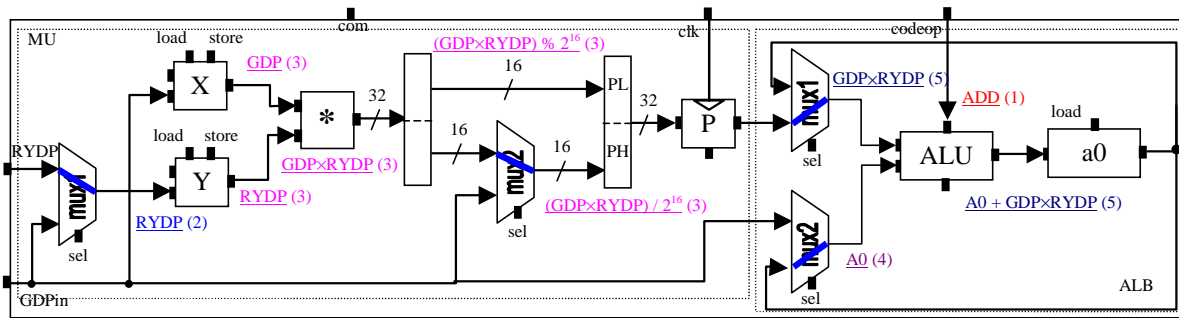 com
clk
codeop
MU
load store
GDP (3)
X
(GDP×RYDP) % 2^16 (3)
16
PL
32
*
32
P
PH
GDP×RYDP (5)
mux1
sel
ADD (1)
load
ALU
a0
RYDP
mux1
load store
Y
GDP×RYDP (3)
16
mux2
16
RYDP (2)
RYDP (3)
(GDP×RYDP) / 2^16 (3)
A0 + GDP×RYDP (5)
sel
sel
mux2
A0 (4)
sel
GDPin
ALB